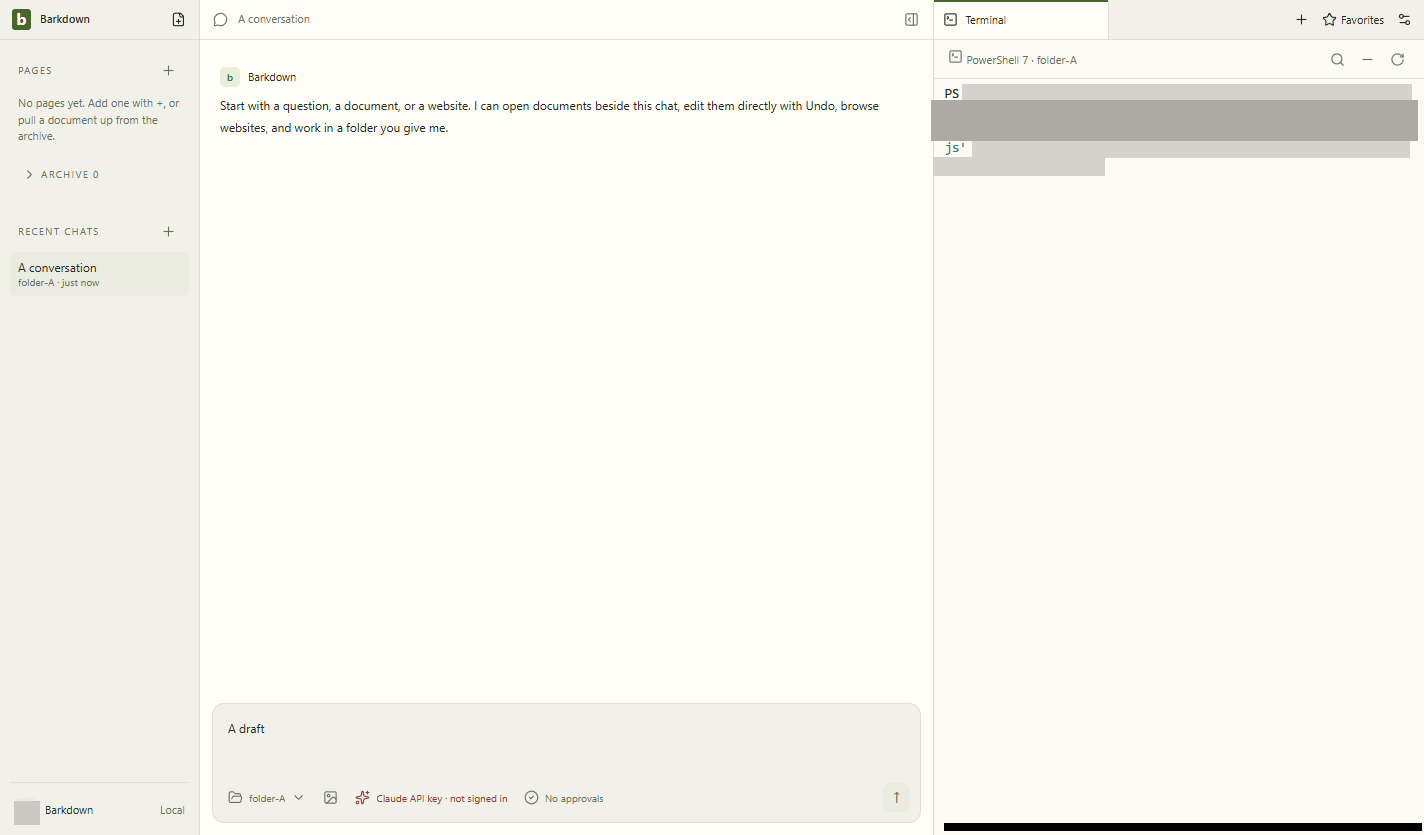 b Barkdown
A conversation
Terminal
Favorites
PAGES
No pages yet. Add one with +, or
pull a document up from the
archive.
ARCHIVE 0
RECENT CHATS
A conversation
folder-A · just now
Barkdown
Local
b Barkdown
Start with a question, a document, or a website. I can open documents beside this chat, edit them directly with Undo, browse
websites, and work in a folder you give me.
A draft
folder-A
Claude API key · not signed in
No approvals
PowerShell 7 · folder-A
PS
js'